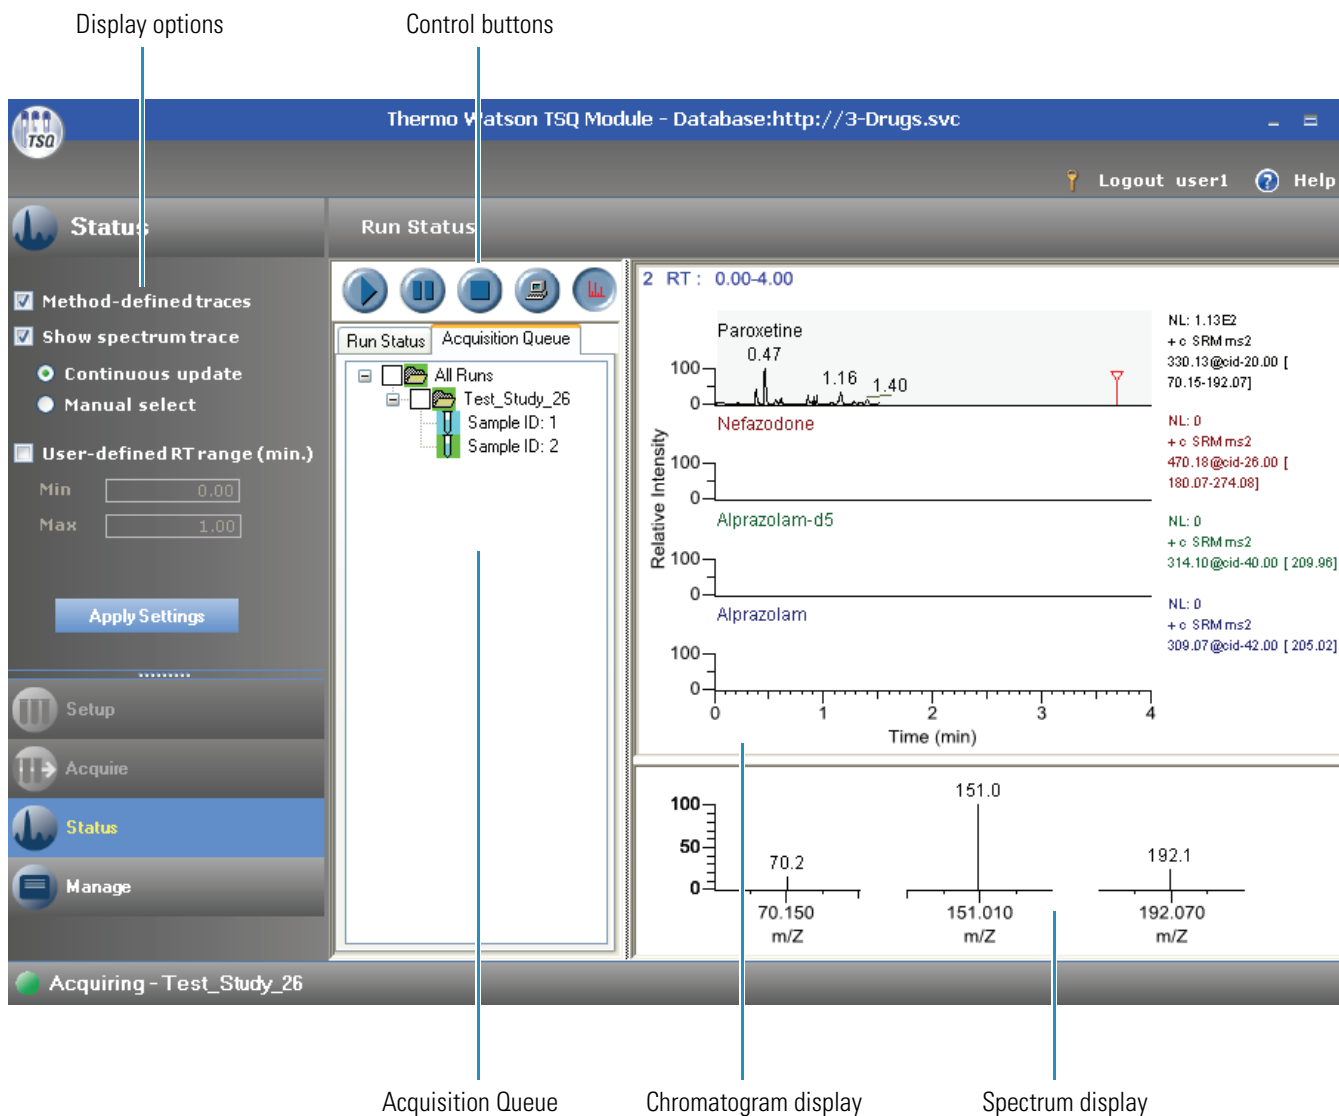 Display options
Control buttons
Thermo Watson TSQ Module - Database:http://3-Drugs.svc
TSQ
Logout user1
Help
Status
Run Status
Method-defined traces
Show spectrum trace
Continuous update
Manual select
User-defined RT range (min.)
Min 0.00
Max 1.00
Apply Settings
Setup
Acquire
Status
Manage
Run Status
Acquisition Queue
All Runs
Test_Study_26
Sample ID: 1
Sample ID: 2
2 RT : 0.00-4.00
Relative Intensity
Paroxetine
0.47
1.16
1.40
100
0
NL: 1.13E2
+ c SRM ms2
330.13@cid-20.00 [
70.15-192.07]
Nefazodone
100
0
NL: 0
+ c SRM ms2
470.18@cid-26.00 [
180.07-274.08]
Alprazolam-d5
100
0
NL: 0
+ c SRM ms2
314.10@cid-40.00 [ 209.96]
Alprazolam
100
0
NL: 0
+ c SRM ms2
309.07@cid-42.00 [ 205.02]
0 1 2 3 4
Time (min)
100
50
0
70.2
151.0
192.1
70.150 151.010 192.070
m/Z m/Z m/Z
Acquiring - Test_Study_26
Acquisition Queue
Chromatogram display
Spectrum display